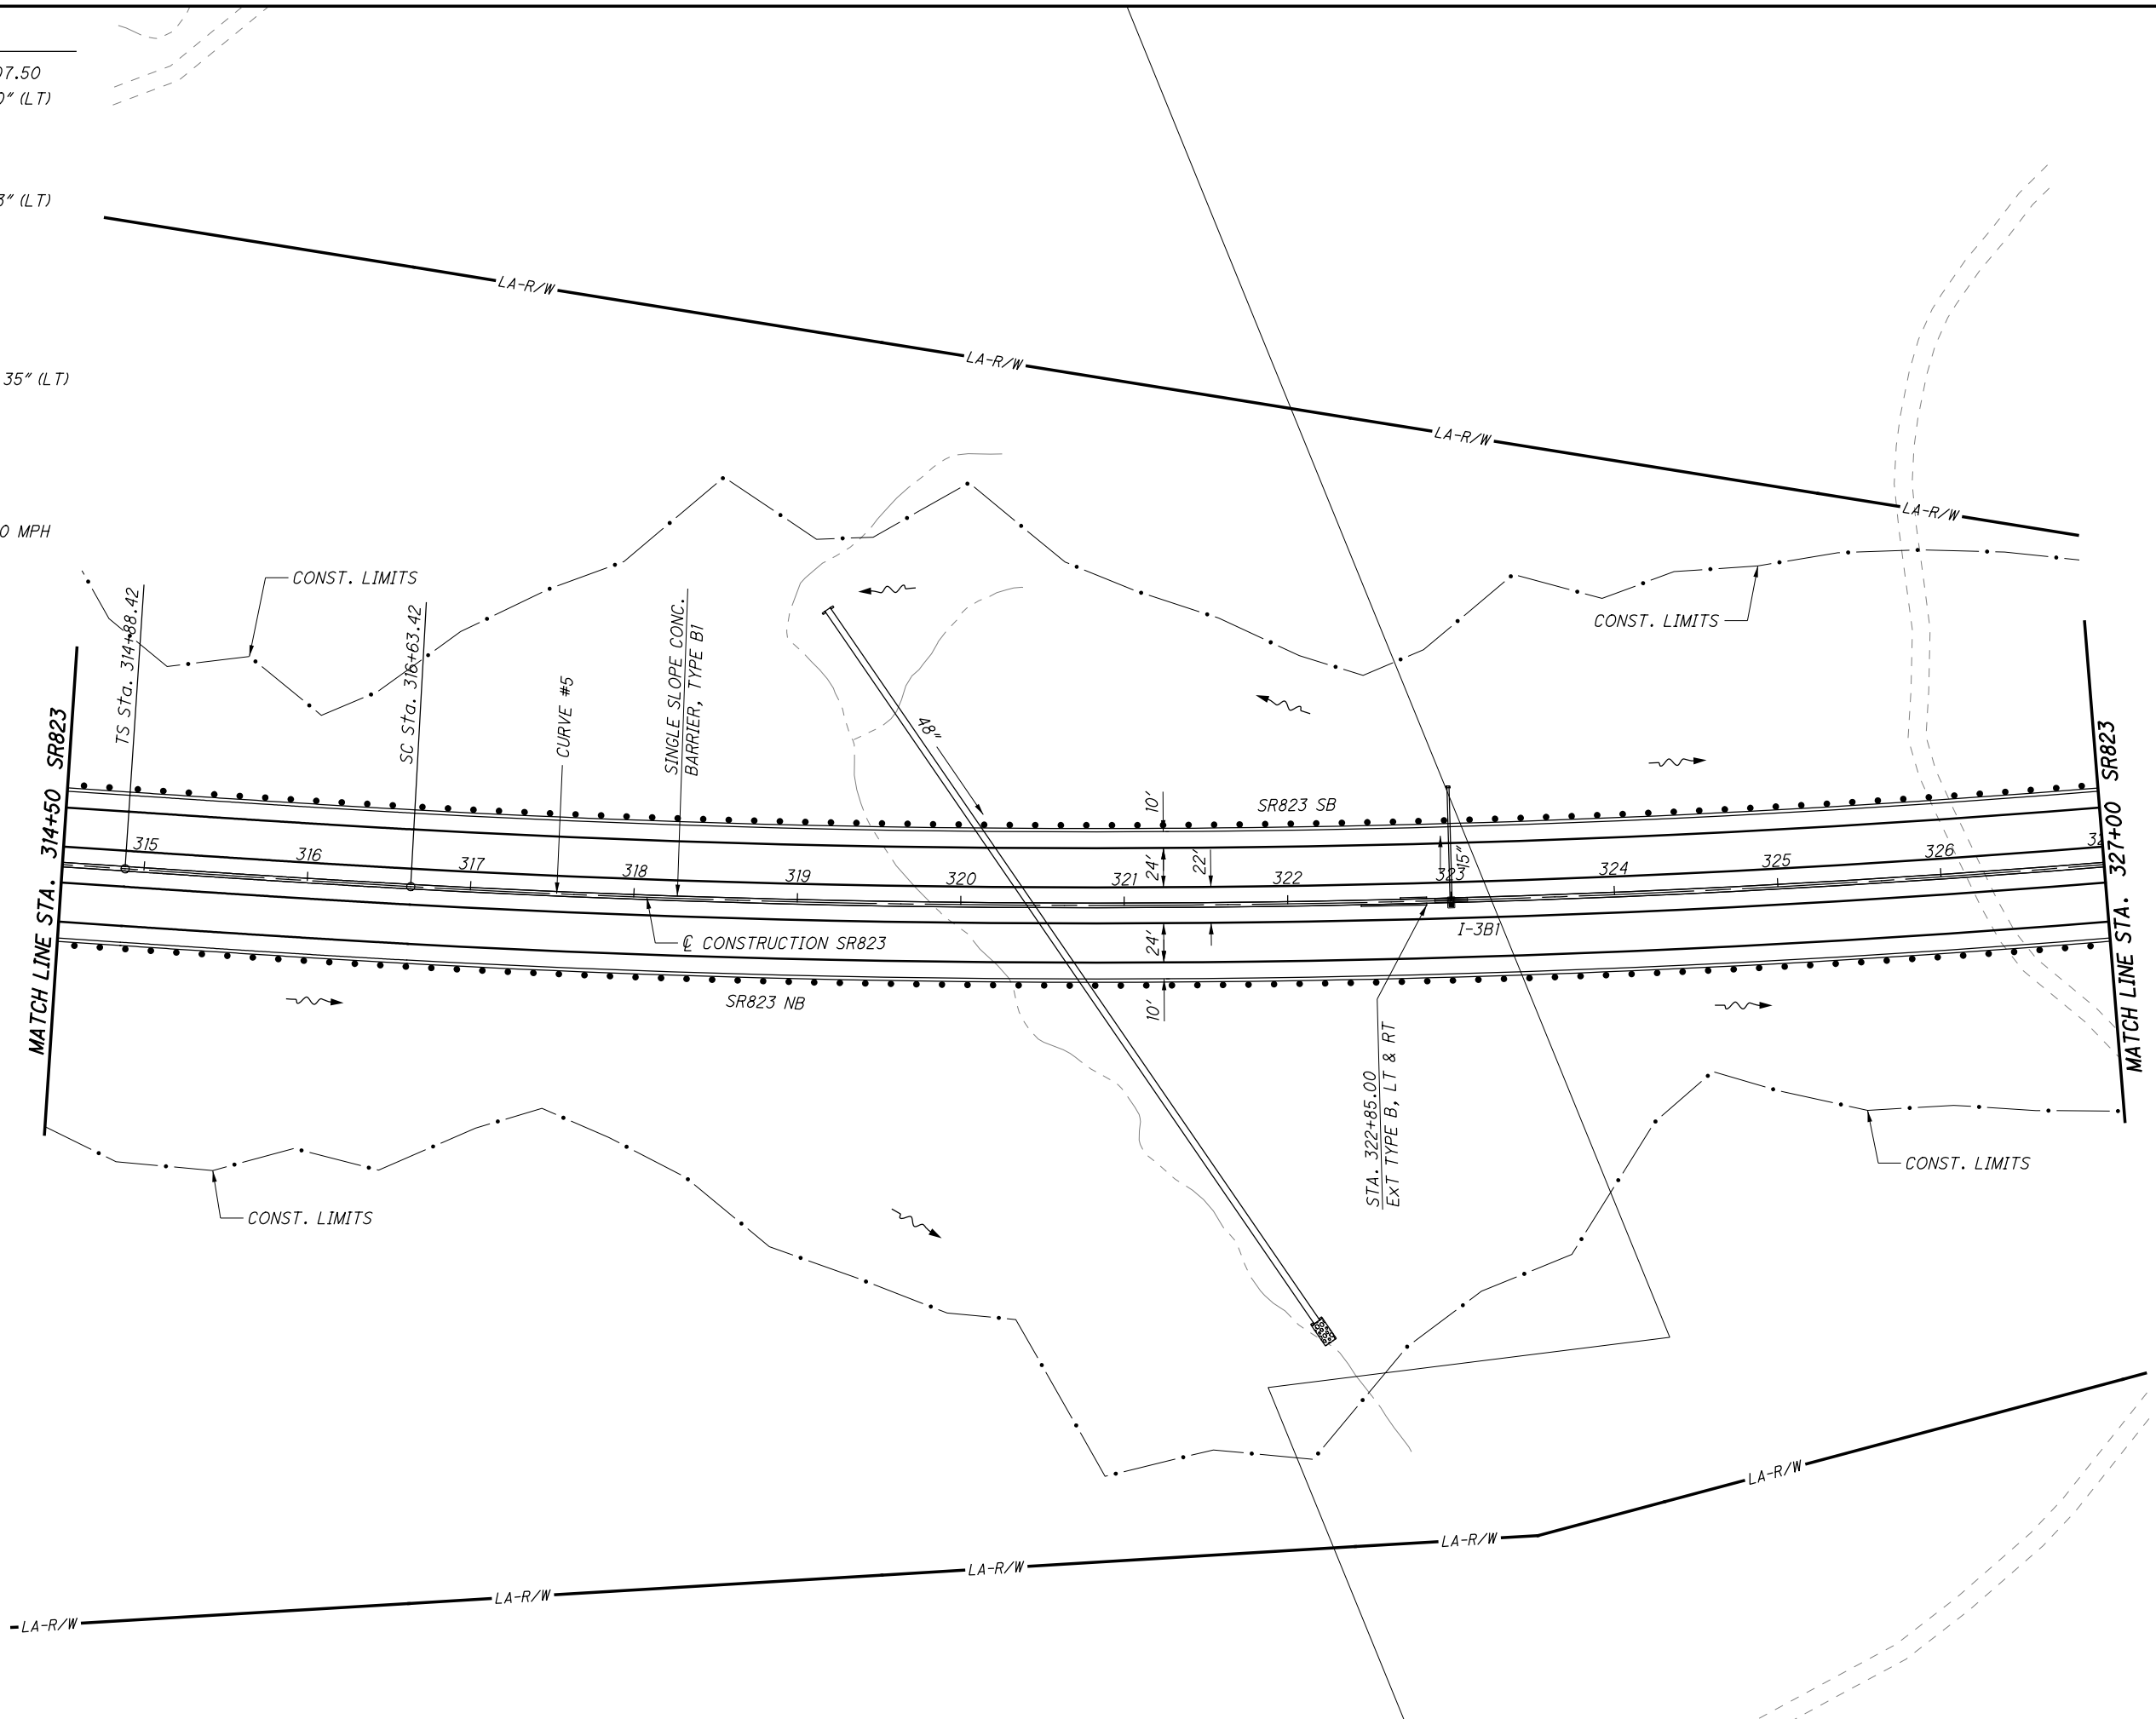 07.50
0" (LT)
3" (LT)
35" (LT)
0 MPH
LA-R/W
LA-R/W
LA-R/W
LA-R/W
CONST. LIMITS
CONST. LIMITS
TS Sta. 314+88.42
SC Sta. 316+63.42
CURVE #5
SINGLE SLOPE CONC.
BARRIER, TYPE B1
48"
MATCH LINE STA. 314+50 SR823
MATCH LINE STA. 327+00 SR823
SR823 SB
10'
24'
22'
15"
315
316
317
318
319
320
321
322
323
324
325
326
℄ CONSTRUCTION SR823
24'
10'
I-3B1
SR823 NB
STA. 322+85.00
EXT TYPE B, LT & RT
CONST. LIMITS
CONST. LIMITS
LA-R/W
LA-R/W
LA-R/W
LA-R/W
LA-R/W